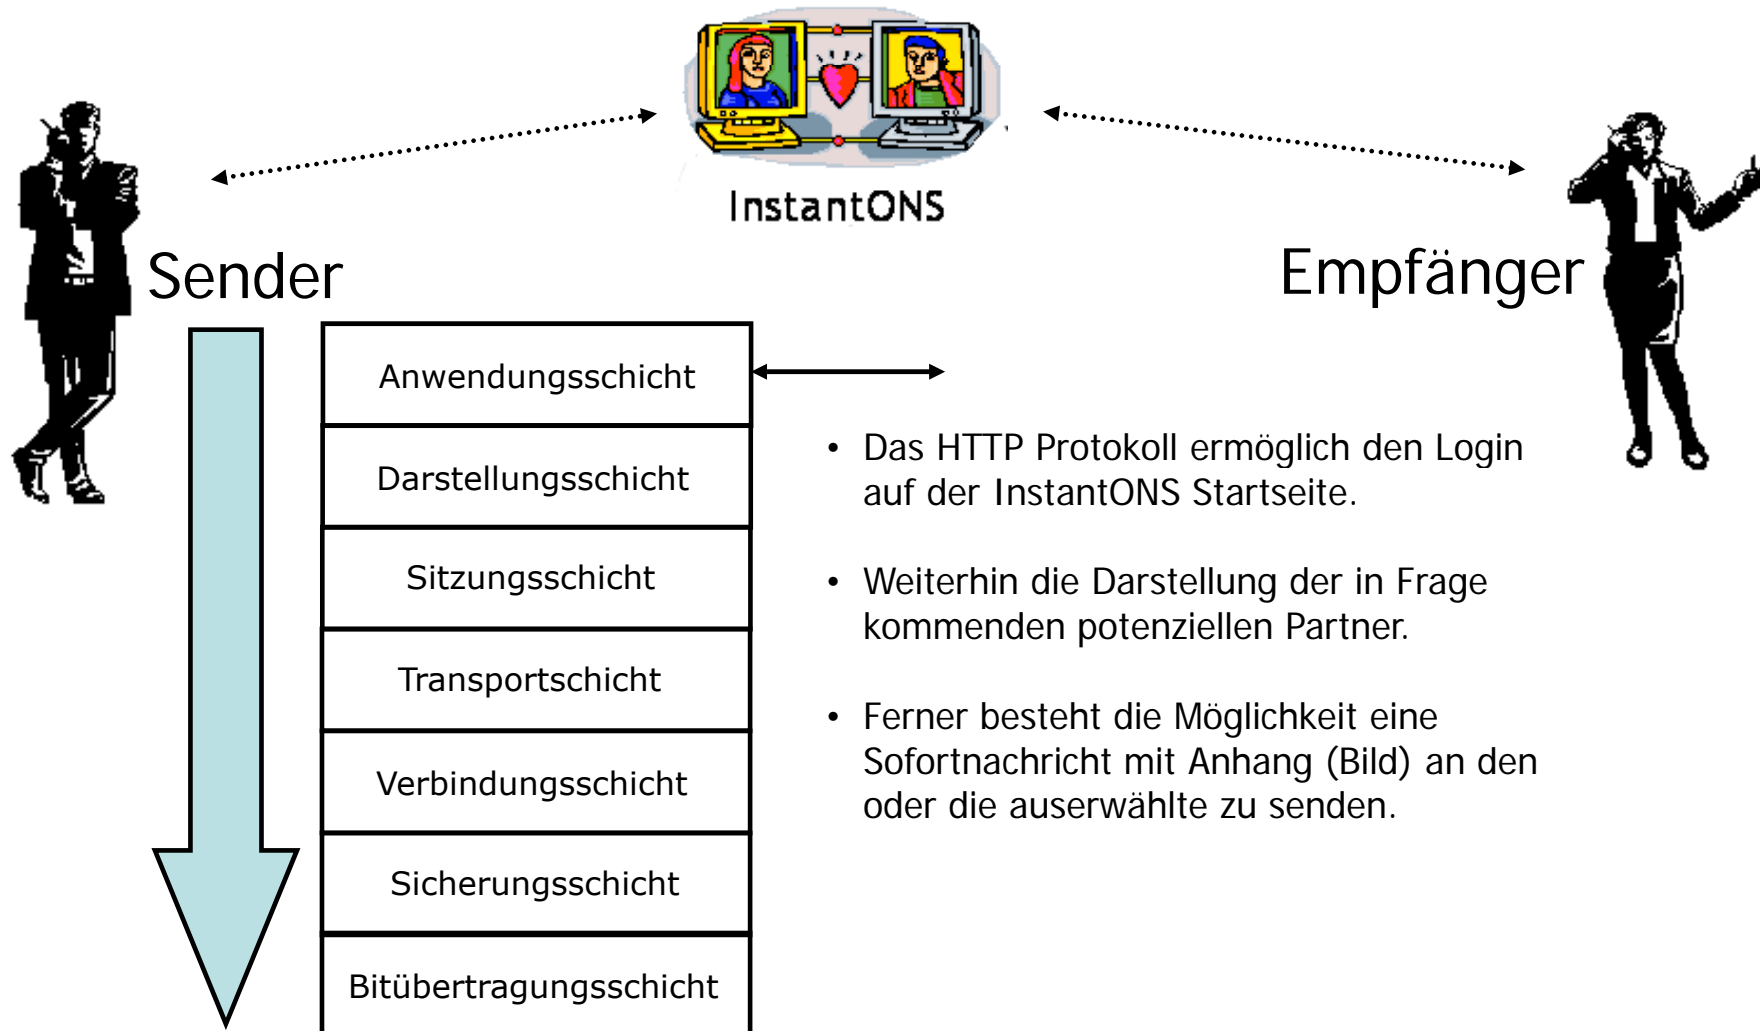 InstantONS
Sender
Empfänger
Anwendungsschicht
Darstellungsschicht
Sitzungsschicht
Transportschicht
Verbindungsschicht
Sicherungsschicht
Bitübertragungsschicht
• Das HTTP Protokoll ermöglich den Login
auf der InstantONS Startseite.
• Weiterhin die Darstellung der in Frage
kommenden potenziellen Partner.
• Ferner besteht die Möglichkeit eine
Sofortnachricht mit Anhang (Bild) an den
oder die auserwählte zu senden.